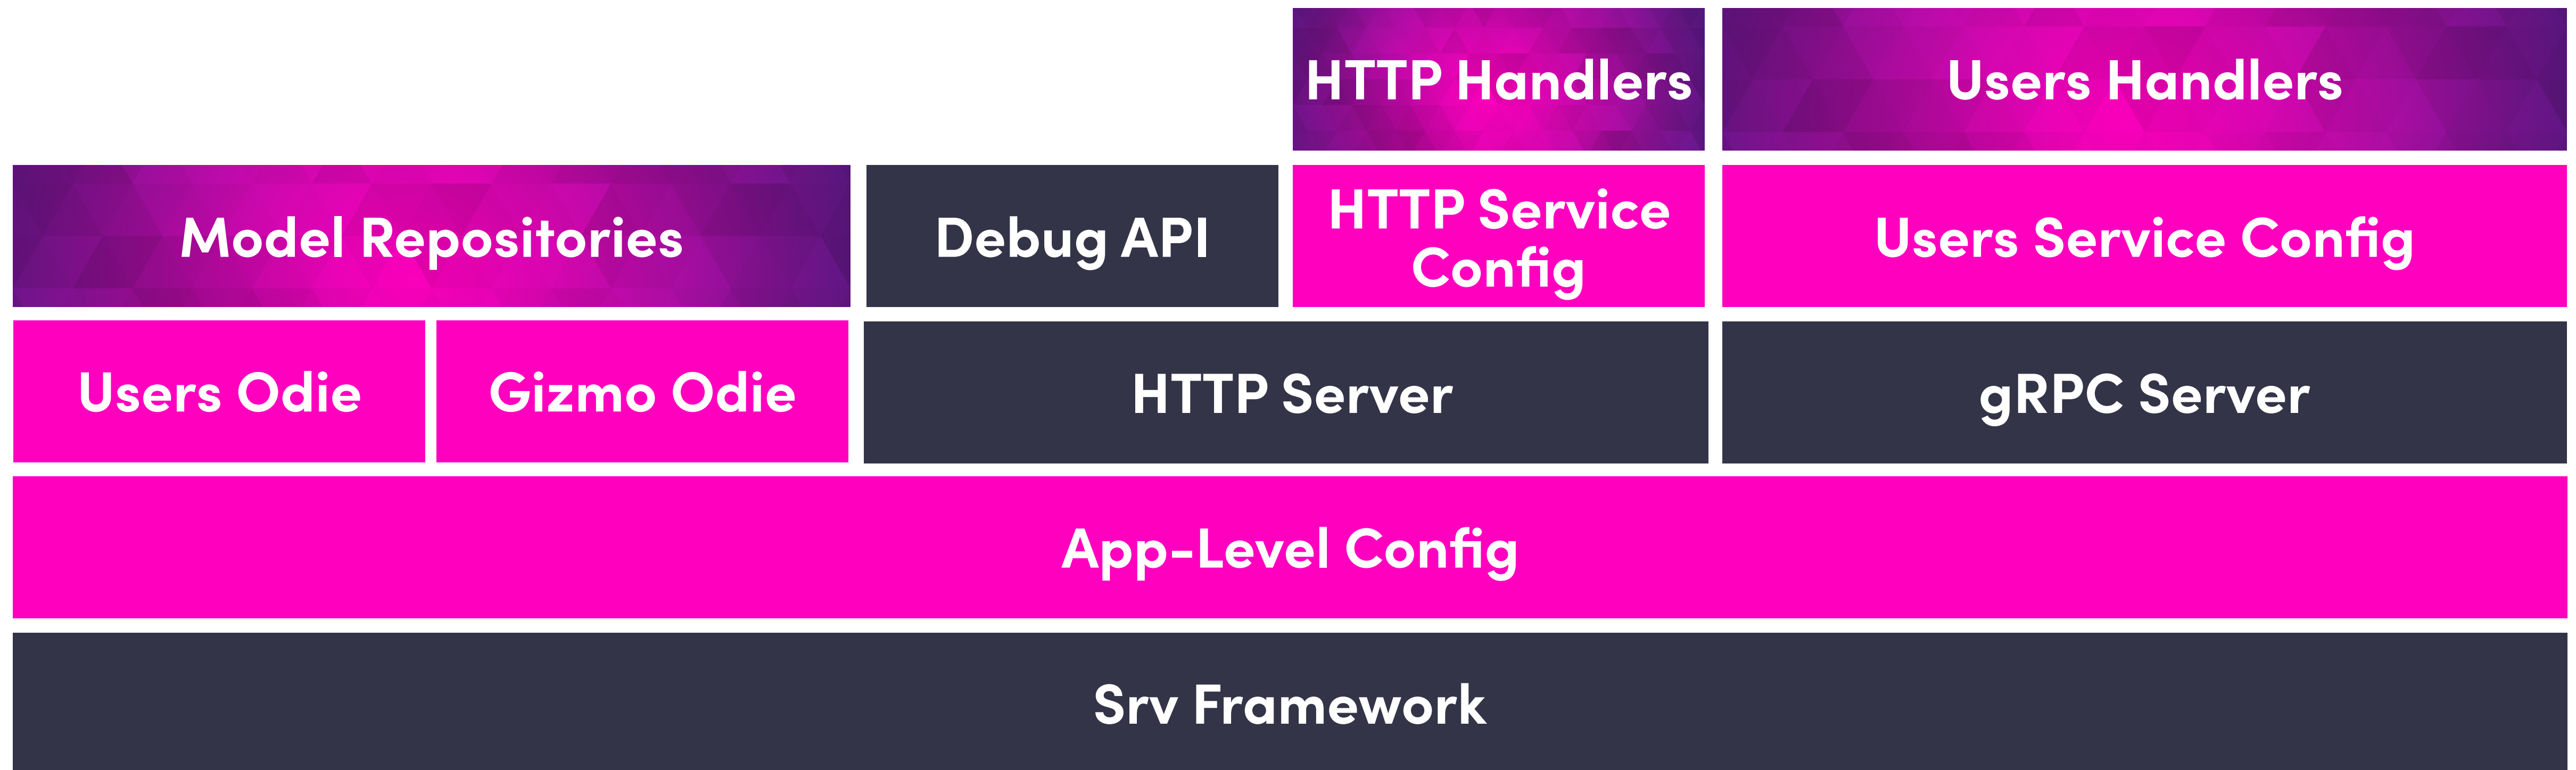 HTTP Handlers
Users Handlers
Model Repositories
Debug API
HTTP Service
Config
Users Service Config
Users Odie
Gizmo Odie
HTTP Server
gRPC Server
App-Level Config
Srv Framework